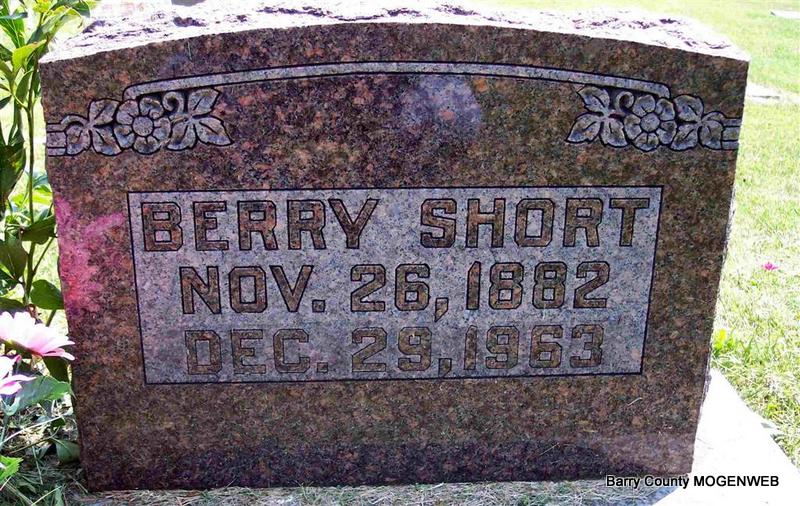 BERRY SHORT
NOV. 26, 1882
DEC. 29, 1963
Barry County MOGENWEB